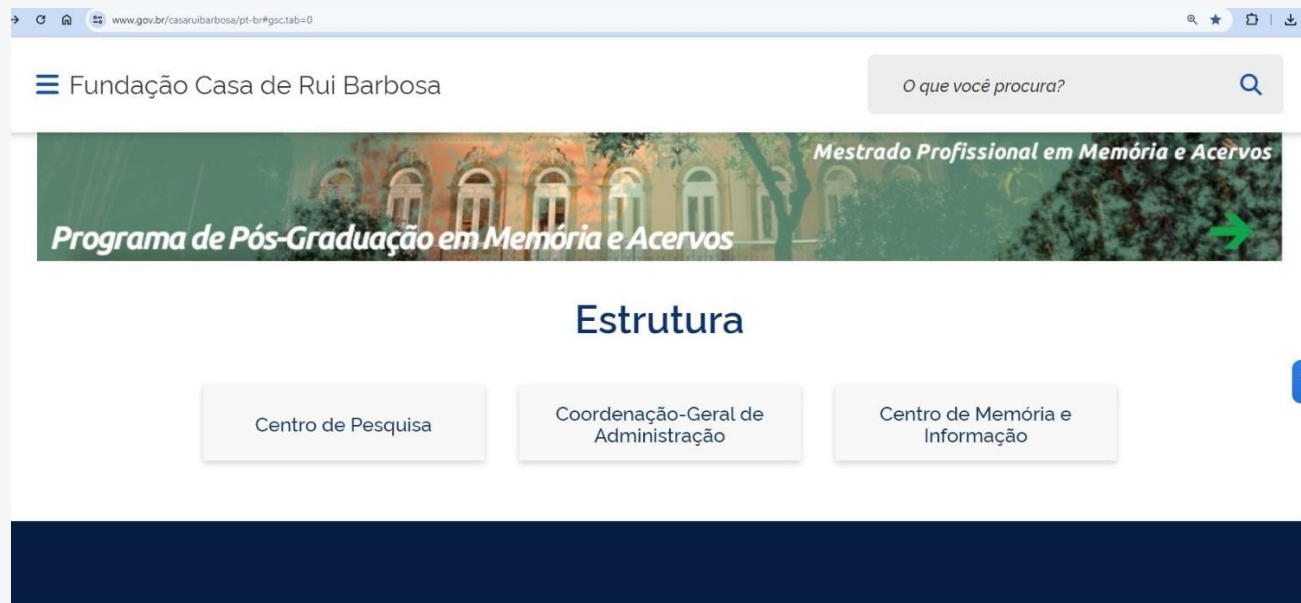 www.gov.br/casaruibarbosa/pt-br#gsc.tab=0
Fundação Casa de Rui Barbosa
O que você procura?
Mestrado Profissional em Memória e Acervos
Programa de Pós-Graduação em Memória e Acervos
Estrutura
Centro de Pesquisa
Coordenação-Geral de
Administração
Centro de Memória e
Informação